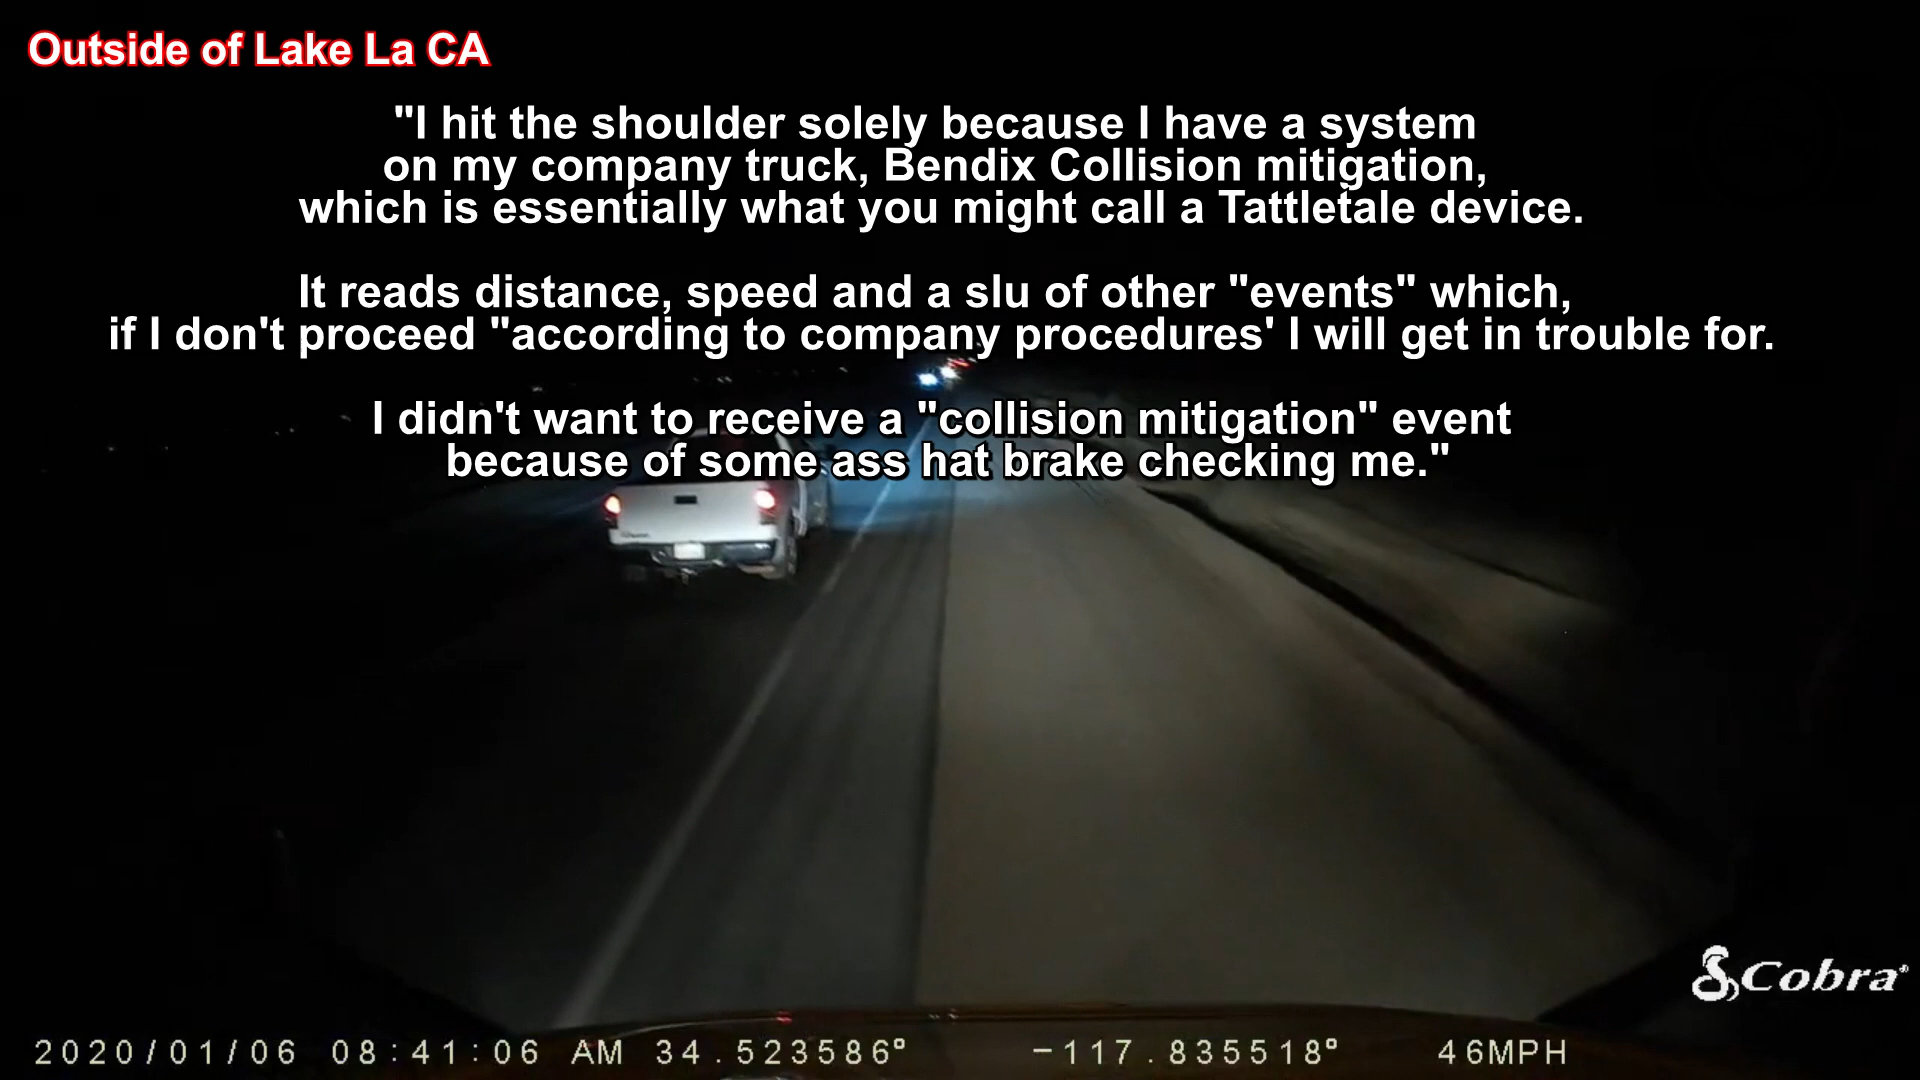 Outside of Lake La CA
"I hit the shoulder solely because I have a system
on my company truck, Bendix Collision mitigation,
which is essentially what you might call a Tattletale device.
It reads distance, speed and a slu of other "events" which,
if I don't proceed "according to company procedures' I will get in trouble for.
I didn't want to receive a "collision mitigation" event
because of some ass hat brake checking me."
Cobra
2020/01/06 08:41:06 AM 34.523586° -117.835518° 46MPH